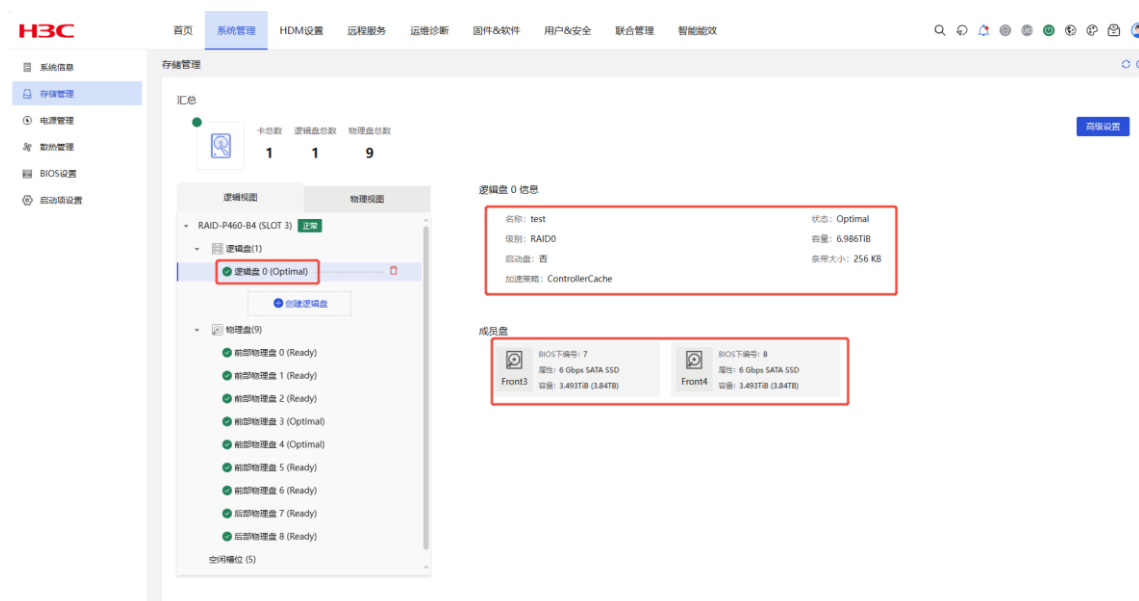 H3C 首页 系统管理 HDM设置 远程服务 运维诊断 固件&软件 用户&安全 联合管理 智能能效
系统信息
存储管理
电源管理
散热管理
BIOS设置
启动项设置
存储管理
汇总
高级设置
卡总数 逻辑盘总数 物理盘总数
1 1 9
逻辑视图 物理视图
RAID-P460-B4 (SLOT 3) 正常
逻辑盘(1)
逻辑盘 0 (Optimal)
创建逻辑盘
物理盘(9)
前部物理盘 0 (Ready)
前部物理盘 1 (Ready)
前部物理盘 2 (Ready)
前部物理盘 3 (Optimal)
前部物理盘 4 (Optimal)
前部物理盘 5 (Ready)
前部物理盘 6 (Ready)
后部物理盘 7 (Ready)
后部物理盘 8 (Ready)
空闲槽位 (5)
逻辑盘 0 信息
名称: test 状态: Optimal
级别: RAID0 容量: 6.986TiB
启动盘: 否 条带大小: 256 KB
加速策略: ControllerCache
成员盘
Front3
BIOS下编号: 7
属性: 6 Gbps SATA SSD
容量: 3.493TiB (3.84TB)
Front4
BIOS下编号: 8
属性: 6 Gbps SATA SSD
容量: 3.493TiB (3.84TB)